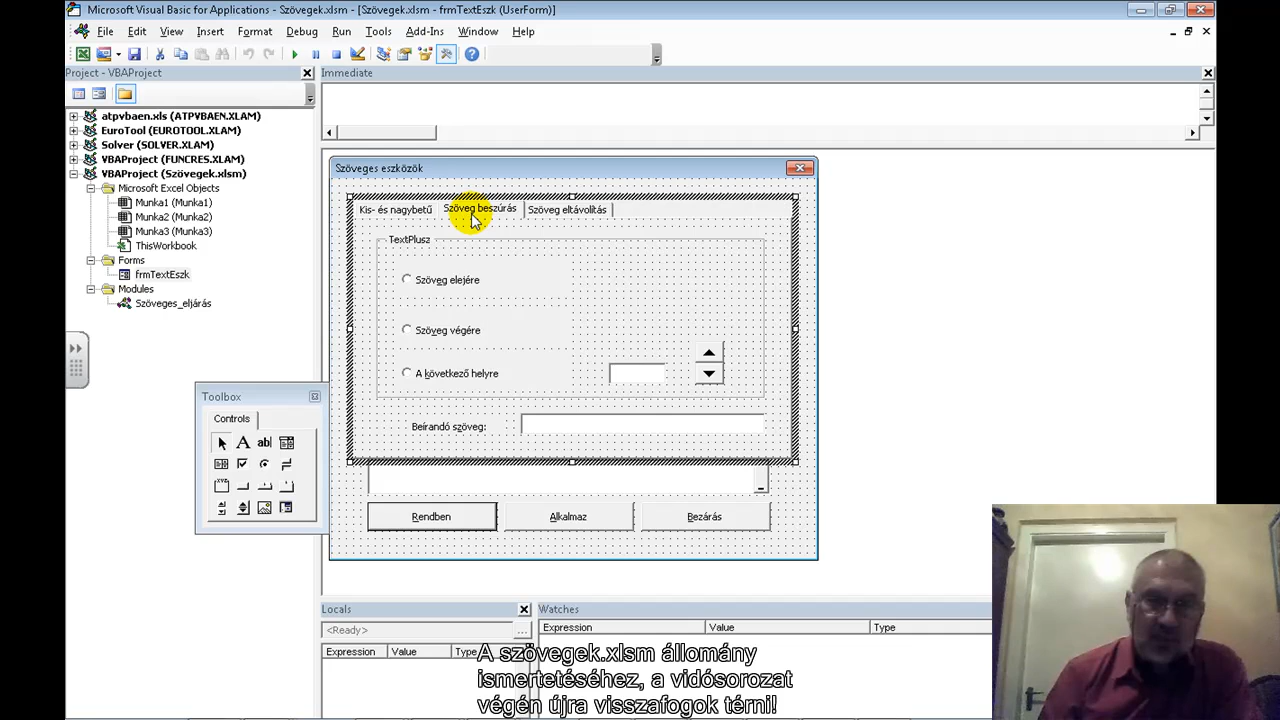 Microsoft Visual Basic for Applications - Szövegek.xlsm - [Szövegek.xlsm - frmTextEszk (UserForm)]
File Edit View Insert Format Debug Run Tools Add-Ins Window Help
Project - VBAProject
Immediate
atpvbaen.xls (ATPVBAEN.XLAM)
EuroTool (EUROTOOL.XLAM)
Solver (SOLVER.XLAM)
VBAProject (FUNCRES.XLAM)
VBAProject (Szövegek.xlsm)
Microsoft Excel Objects
Munka1 (Munka1)
Munka2 (Munka2)
Munka3 (Munka3)
ThisWorkbook
Forms
frmTextEszk
Modules
Szöveges_eljárás
Toolbox
Controls
Szöveges eszközök
Kis- és nagybetű Szöveg beszúrás Szöveg eltávolítás
TextPlusz
Szöveg elejére
Szöveg végére
A következő helyre
Beírandó szöveg:
Rendben Alkalmaz Bezárás
Locals
<Ready>
Expression Value Type
Watches
Expression Value Type
A szövegek.xlsm állomány
ismertetéséhez, a vidósorozat
végén újra visszafogok térni!